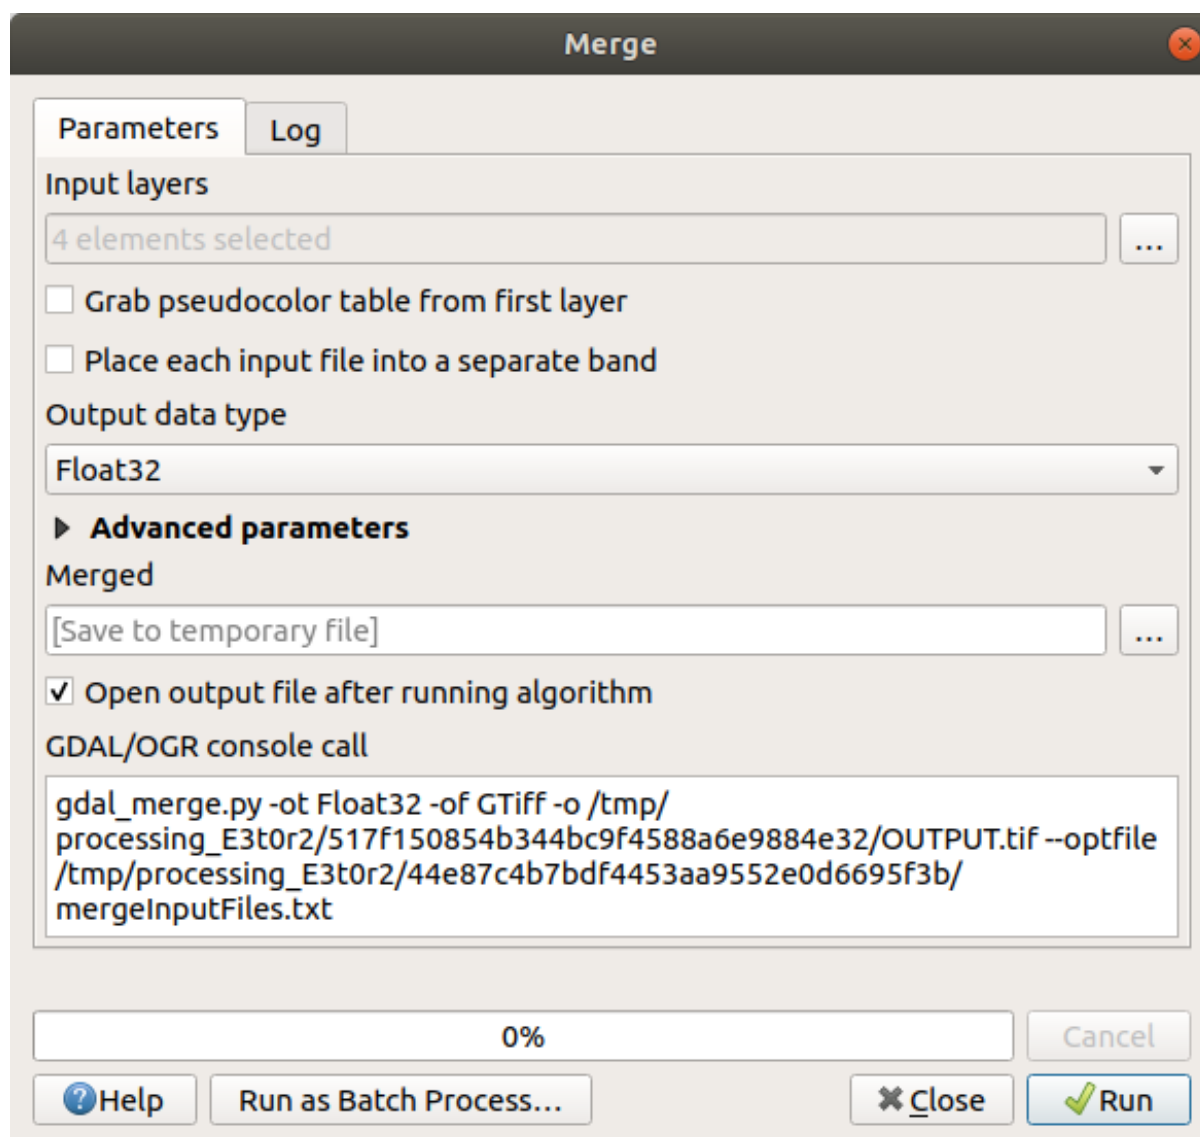 Merge
Parameters
Log
Input layers
4 elements selected
...
Grab pseudocolor table from first layer
Place each input file into a separate band
Output data type
Float32
Advanced parameters
Merged
[Save to temporary file]
...
Open output file after running algorithm
GDAL/OGR console call
gdal_merge.py -ot Float32 -of GTiff -o /tmp/
processing_E3t0r2/517f150854b344bc9f4588a6e9884e32/OUTPUT.tif --optfile
/tmp/processing_E3t0r2/44e87c4b7bdf4453aa9552e0d6695f3b/
mergeInputFiles.txt
0%
Cancel
Help
Run as Batch Process...
Close
Run